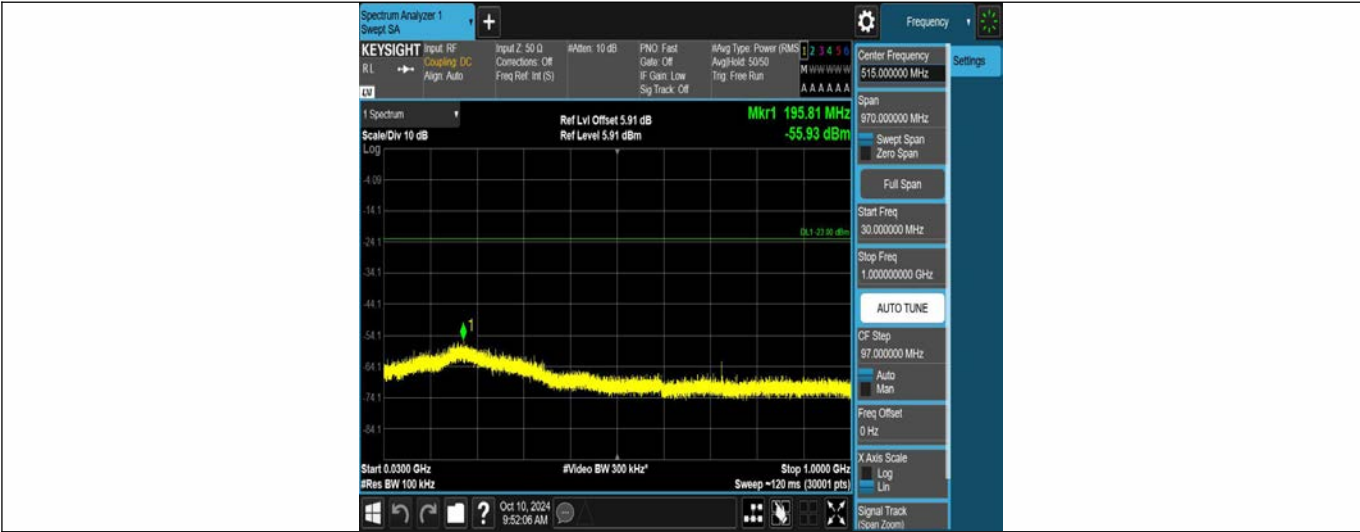 Spectrum Analyzer 1
Swept SA
Frequency
KEYSIGHT
RL
Input: RF
Coupling: DC
Align: Auto
Input Z: 50 Ω
Corrections: Off
Freq Ref: Int (S)
#Atten: 10 dB
PNO: Fast
Gate: Off
IF Gain: Low
Sig Track: Off
#Avg Type: Power (RMS
Avg|Hold: 50/50
Trig: Free Run
1 2 3 4 5 6
M W W W W W
A A A A A A
Center Frequency
515.000000 MHz
Settings
Span
970.000000 MHz
Swept Span
Zero Span
Full Span
Start Freq
30.000000 MHz
Stop Freq
1.000000000 GHz
AUTO TUNE
CF Step
97.000000 MHz
Auto
Man
Freq Offset
0 Hz
X Axis Scale
Log
Lin
Signal Track
(Span Zoom)
1 Spectrum
Scale/Div 10 dB
Log
Ref Lvl Offset 5.91 dB
Ref Level 5.91 dBm
Mkr1 195.81 MHz
-55.93 dBm
-4.09
-14.1
DL1 -23.00 dBm
-24.1
-34.1
-44.1
1
-54.1
-64.1
-74.1
-84.1
Start 0.0300 GHz
#Video BW 300 kHz*
Stop 1.0000 GHz
#Res BW 100 kHz
Sweep ~120 ms (30001 pts)
?
Oct 10, 2024
9:52:06 AM